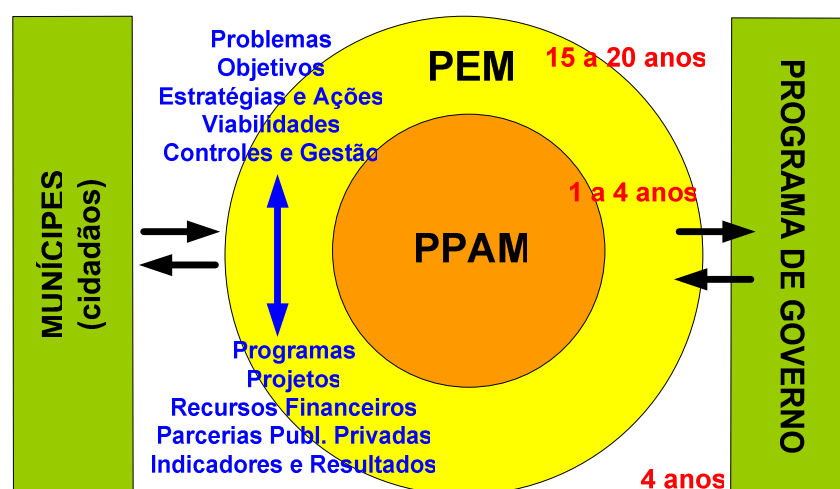 MUNÍCIPES
(cidadãos)
Problemas
Objetivos
Estratégias e Ações
Viabilidades
Controles e Gestão
Programas
Projetos
Recursos Financeiros
Parcerias Publ. Privadas
Indicadores e Resultados
PEM
15 a 20 anos
1 a 4 anos
PPAM
4 anos
PROGRAMA DE GOVERNO